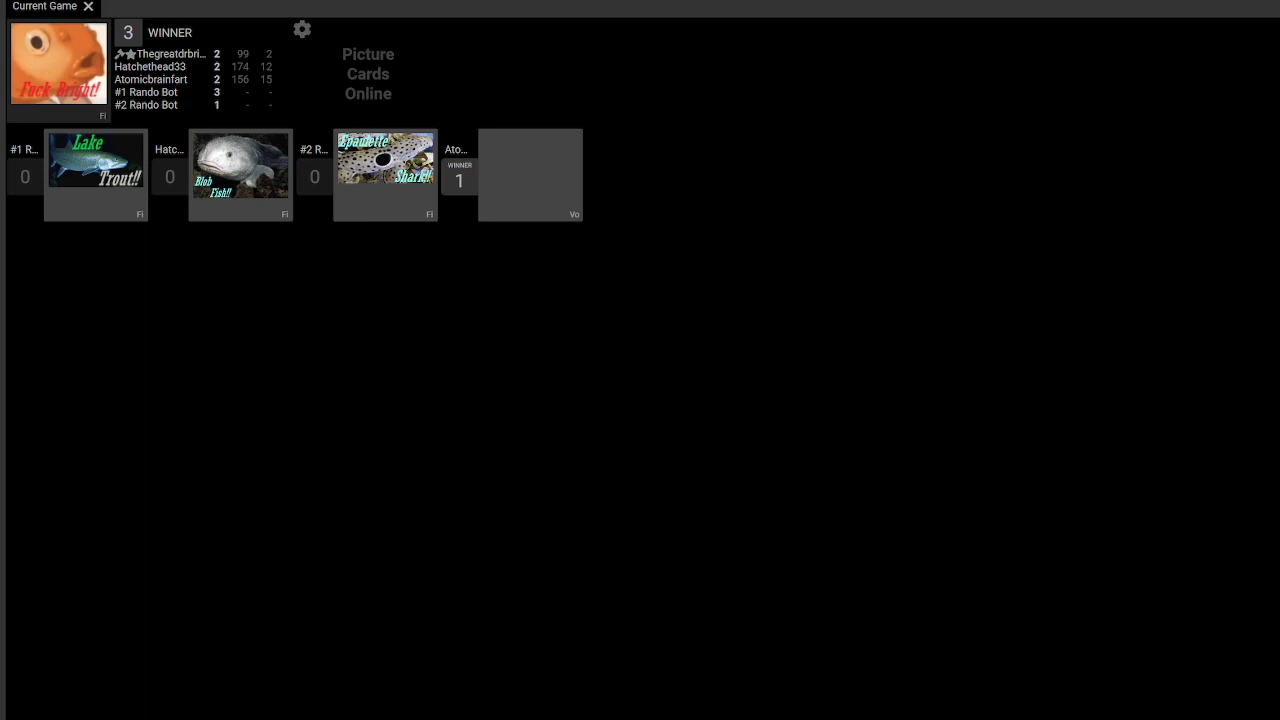 Current Game
Fuck Bright!
Fi
3 WINNER
Thegreatdrbri... 2 99 2
Hatchethead33 2 174 12
Atomicbrainfart 2 156 15
#1 Rando Bot 3 - -
#2 Rando Bot 1 - -
Picture
Cards
Online
#1 R...
0
Lake
Trout!!
Fi
Hatc...
0
Blob
Fish!!
Fi
#2 R...
0
Epaulette
Shark!!
Fi
Ato...
WINNER
1
Vo